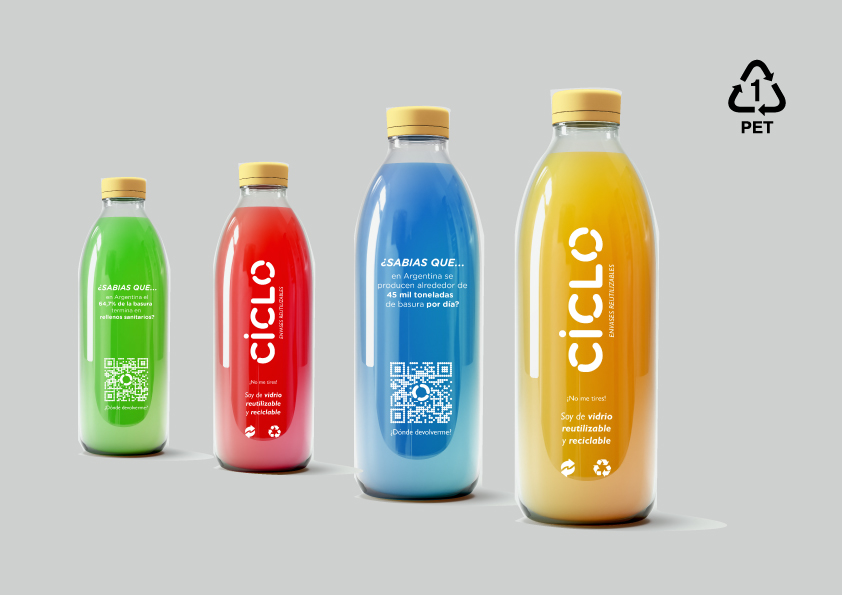 ¿SABIAS QUE...
en Argentina el
64,7% de la basura
termina en
rellenos sanitarios?
¿Dónde devolverme!
CICLO
ENVASES REUTILIZABLES
¡No me tires!
Soy de vidrio
reutilizable
y reciclable
¿SABIAS QUE...
en Argentina se
producen alrededor de
45 mil toneladas
de basura por día?
¡Dónde devolverme!
CiCLO
ENVASES REUTILIZABLES
¡No me tires!
Soy de vidrio
reutilizable
y reciclable
1
PET